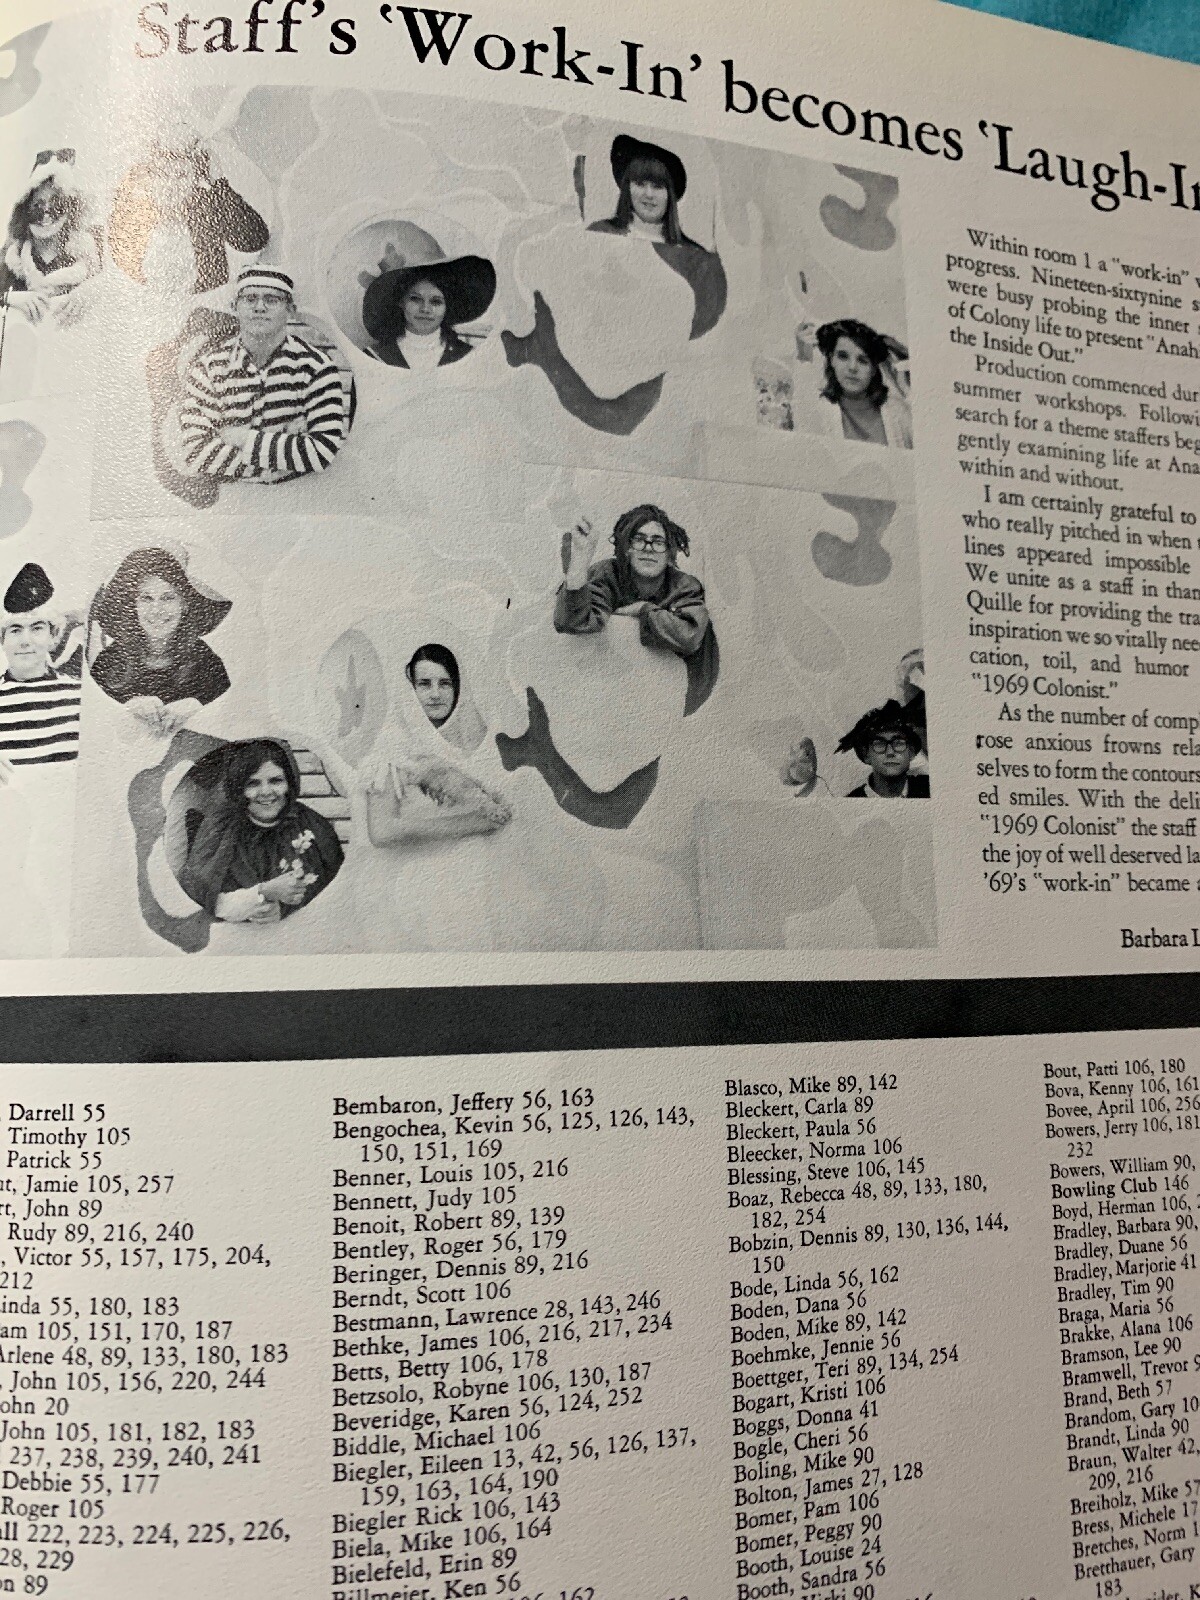 Staff's 'Work-In' becomes 'Laugh-In
Within room 1 a "work-in"
progress. Nineteen-sixtynine
were busy probing the inner
of Colony life to present "Anah
the Inside Out."
Production commenced dur
summer workshops. Followi
search for a theme staffers beg
gently examining life at Ana
within and without.
I am certainly grateful to
who really pitched in when
lines appeared impossible
We unite as a staff in than
Quille for providing the tra
inspiration we so vitally nee
cation, toil, and humor
"1969 Colonist."
As the number of comp
rose anxious frowns rela
selves to form the contours
ed smiles. With the deli
"1969 Colonist" the staff
the joy of well deserved la
'69's "work-in" became a
Barbara L
, Darrell 55
Timothy 105
Patrick 55
, Jamie 105, 257
rt, John 89
Rudy 89, 216, 240
, Victor 55, 157, 175, 204,
212
inda 55, 180, 183
am 105, 151, 170, 187
Arlene 48, 89, 133, 180, 183
, John 105, 156, 220, 244
ohn 20
John 105, 181, 182, 183
237, 238, 239, 240, 241
Debbie 55, 177
Roger 105
all 222, 223, 224, 225, 226,
28, 229
on 89
Bembaron, Jeffery 56, 163
Bengochea, Kevin 56, 125, 126, 143,
150, 151, 169
Benner, Louis 105, 216
Bennett, Judy 105
Benoit, Robert 89, 139
Bentley, Roger 56, 179
Beringer, Dennis 89, 216
Berndt, Scott 106
Bestmann, Lawrence 28, 143, 246
Bethke, James 106, 216, 217, 234
Betts, Betty 106, 178
Betzsolo, Robyne 106, 130, 187
Beveridge, Karen 56, 124, 252
Biddle, Michael 106
Biegler, Eileen 13, 42, 56, 126, 137,
159, 163, 164, 190
Biegler Rick 106, 143
Biela, Mike 106, 164
Bielefeld, Erin 89
Billmeier, Ken 56
162
Blasco, Mike 89, 142
Bleckert, Carla 89
Bleckert, Paula 56
Bleecker, Norma 106
Blessing, Steve 106, 145
Boaz, Rebecca 48, 89, 133, 180,
182, 254
Bobzin, Dennis 89, 130, 136, 144,
150
Bode, Linda 56, 162
Boden, Dana 56
Boden, Mike 89, 142
Boehmke, Jennie 56
Boettger, Teri 89, 134, 254
Bogart, Kristi 106
Boggs, Donna 41
Bogle, Cheri 56
Boling, Mike 90
Bolton, James 27, 128
Bomer, Pam 106
Bomer, Peggy 90
Booth, Louise 24
Booth, Sandra 56
90
Bout, Patti 106, 180
Bova, Kenny 106, 161
Bovee, April 106, 256
Bowers, Jerry 106, 181
232
Bowers, William 90,
Bowling Club 146
Boyd, Herman 106,
Bradley, Barbara 90,
Bradley, Duane 56
Bradley, Marjorie 41
Bradley, Tim 90
Braga, Maria 56
Brakke, Alana 106
Bramson, Lee 90
Bramwell, Trevor 9
Brand, Beth 57
Brandom, Gary 10
Brandt, Linda 90
Braun, Walter 42,
209, 216
Breiholz, Mike 57
Bress, Michele 17
Bretches, Norm 1
Bretthauer, Gary
183